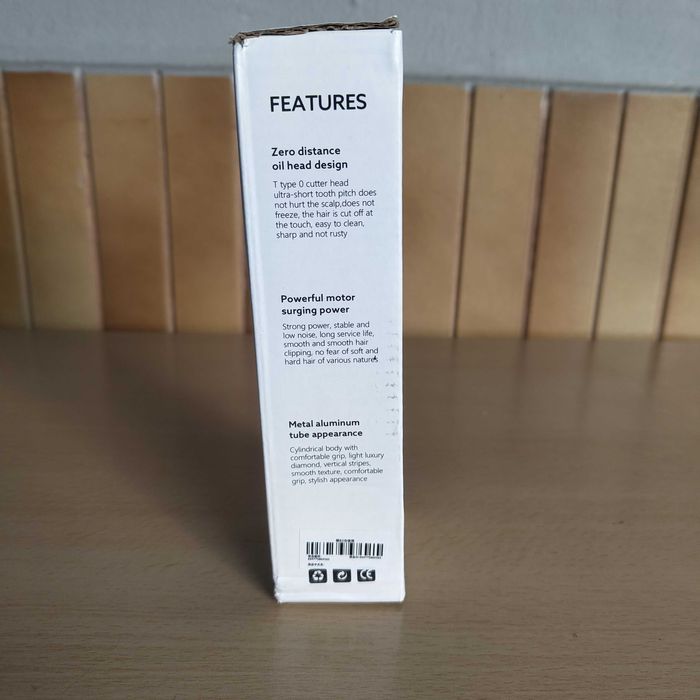 FEATURES
Zero distance
oil head design
T type 0 cutter head
ultra-short tooth pitch does
not hurt the scalp,does not
freeze, the hair is cut off at
the touch, easy to clean,
sharp and not rusty
Powerful motor
surging power
Strong power, stable and
low noise, long service life,
smooth and smooth hair
clipping, no fear of soft and
hard hair of various natures
Metal aluminum
tube appearance
Cylindrical body with
comfortable grip, light luxury
diamond, vertical stripes,
smooth texture, comfortable
grip, stylish appearance
CE